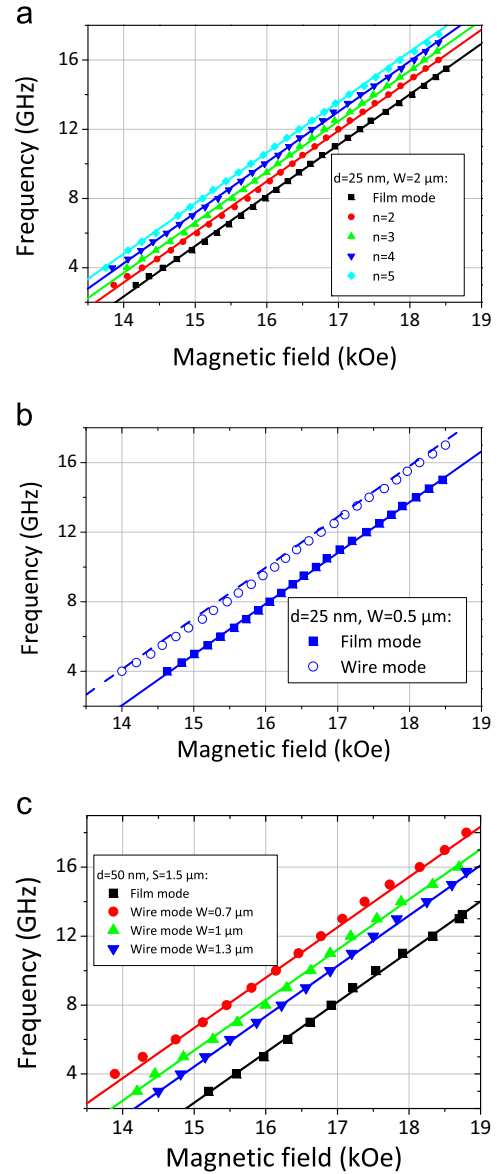 a
16
12
8
4
Frequency (GHz)
d=25 nm, W=2 µm:
Film mode
n=2
n=3
n=4
n=5
14 15 16 17 18 19
Magnetic field (kOe)
b
16
12
8
4
Frequency (GHz)
d=25 nm, W=0.5 µm:
Film mode
Wire mode
14 15 16 17 18 19
Magnetic field (kOe)
c
16
12
8
4
Frequency (GHz)
d=50 nm, S=1.5 µm:
Film mode
Wire mode W=0.7 µm
Wire mode W=1 µm
Wire mode W=1.3 µm
14 15 16 17 18 19
Magnetic field (kOe)